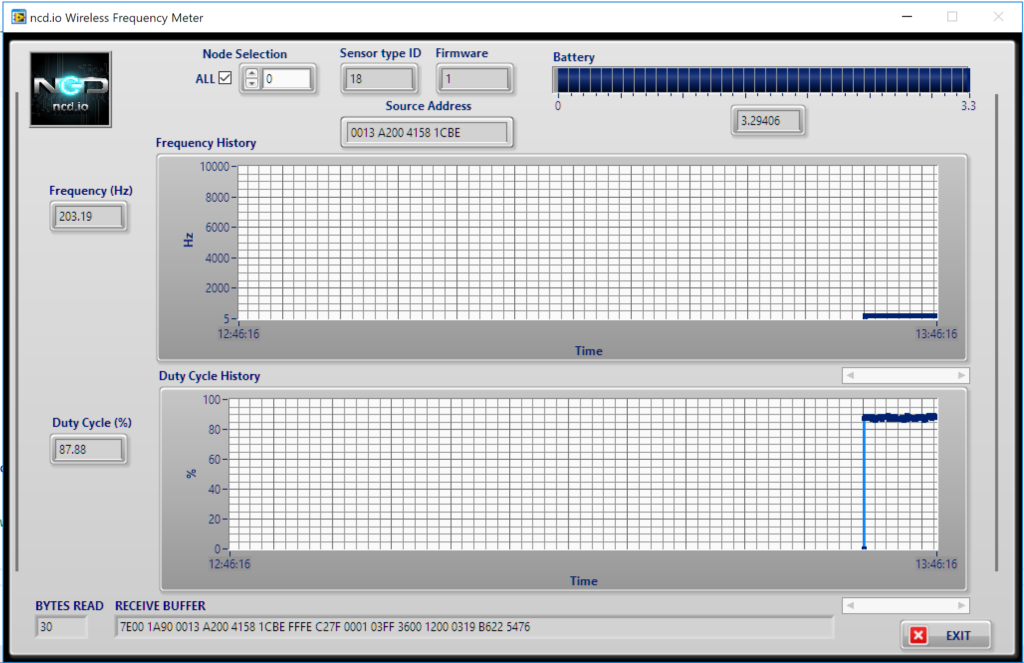 ncd.io Wireless Frequency Meter
NCD
ncd.io
Node Selection
ALL
0
Sensor type ID
18
Firmware
1
Battery
0
3.3
3.29406
Source Address
0013 A200 4158 1CBE
Frequency History
Frequency (Hz)
203.19
10000
8000
6000
4000
2000
5
Hz
12:46:16
13:46:16
Time
Duty Cycle History
Duty Cycle (%)
87.88
100
80
60
40
20
0
%
12:46:16
13:46:16
Time
BYTES READ
30
RECEIVE BUFFER
7E00 1A90 0013 A200 4158 1CBE FFFE C27F 0001 03FF 3600 1200 0319 B622 5476
EXIT